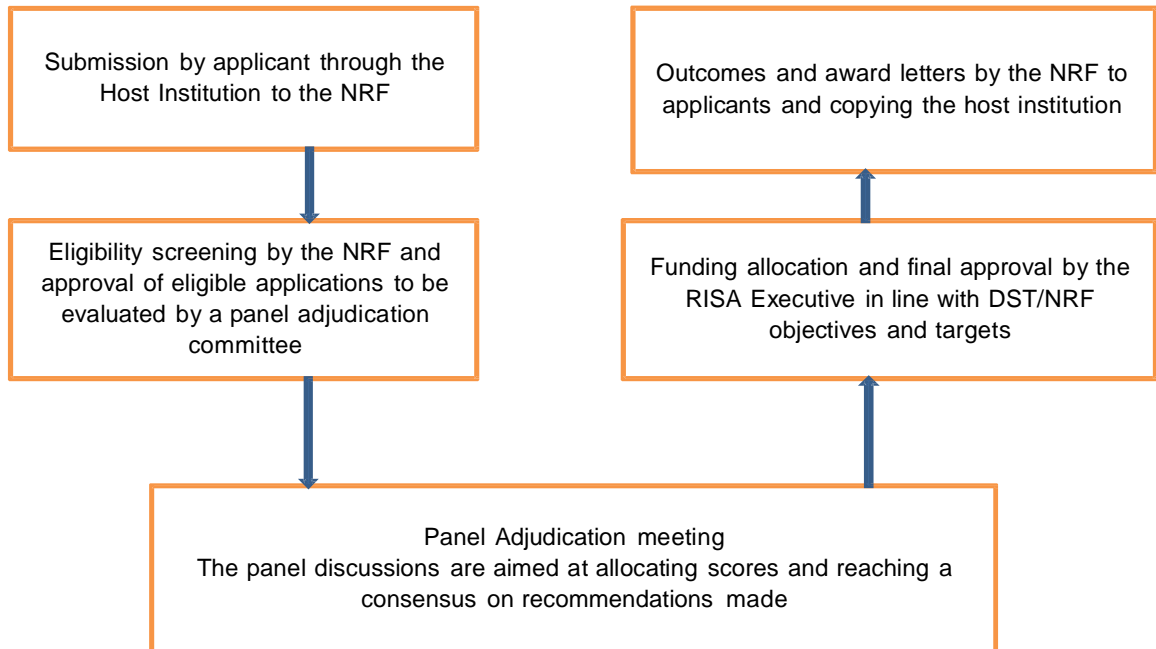 Submission by applicant through the
Host Institution to the NRF
Eligibility screening by the NRF and
approval of eligible applications to be
evaluated by a panel adjudication
committee
Panel Adjudication meeting
The panel discussions are aimed at allocating scores and reaching a
consensus on recommendations made
Funding allocation and final approval by the
RISA Executive in line with DST/NRF
objectives and targets
Outcomes and award letters by the NRF to
applicants and copying the host institution